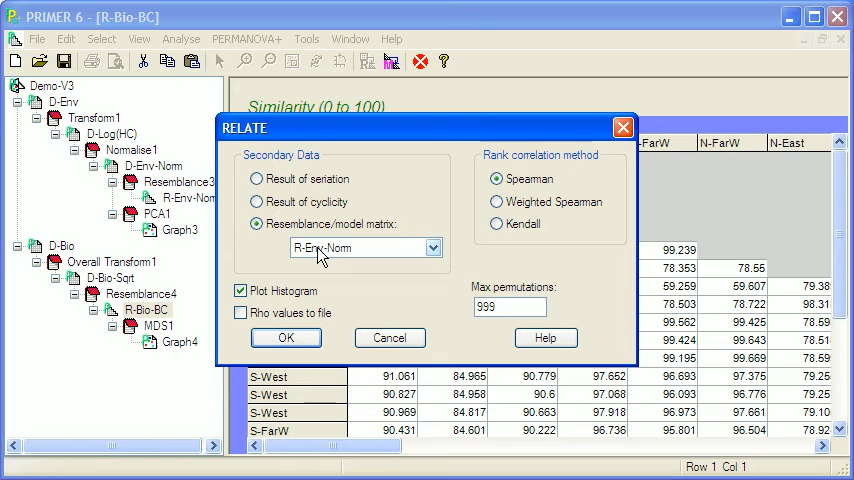 PRIMER 6 - [R-Bio-BC]
File Edit Select View Analyse PERMANOVA+ Tools Window Help
Demo-V3
D-Env
Transform1
D-Log(HC)
Normalise1
D-Env-Nom
Resemblance3
R-Env-Nom
PCA1
Graph3
D-Bio
Overall Transform1
D-Bio-Sqrt
Resemblance4
R-Bio-BC
MDS1
Graph4
Similarity (0 to 100)
-FarW N-FarW N-East
99.239
78.353 78.55
59.259 59.607 79.38
78.503 78.722 98.31
99.562 99.425 78.59
99.424 99.643 78.58
99.195 99.669 78.59
S-West 91.061 84.965 90.779 97.652 96.693 97.375 79.25
S-West 90.827 84.958 90.6 97.068 96.093 96.776 79.31
S-West 90.969 84.817 90.663 97.918 96.973 97.661 79.10
S-FarW 90.431 84.601 90.222 96.736 95.801 96.504 78.92
RELATE
Secondary Data
Result of seriation
Result of cyclicity
Resemblance/model matrix:
R-Env-Nom
Plot Histogram
Rho values to file
Rank correlation method
Spearman
Weighted Spearman
Kendall
Max permutations:
999
OK Cancel Help
Row 1 Col 1